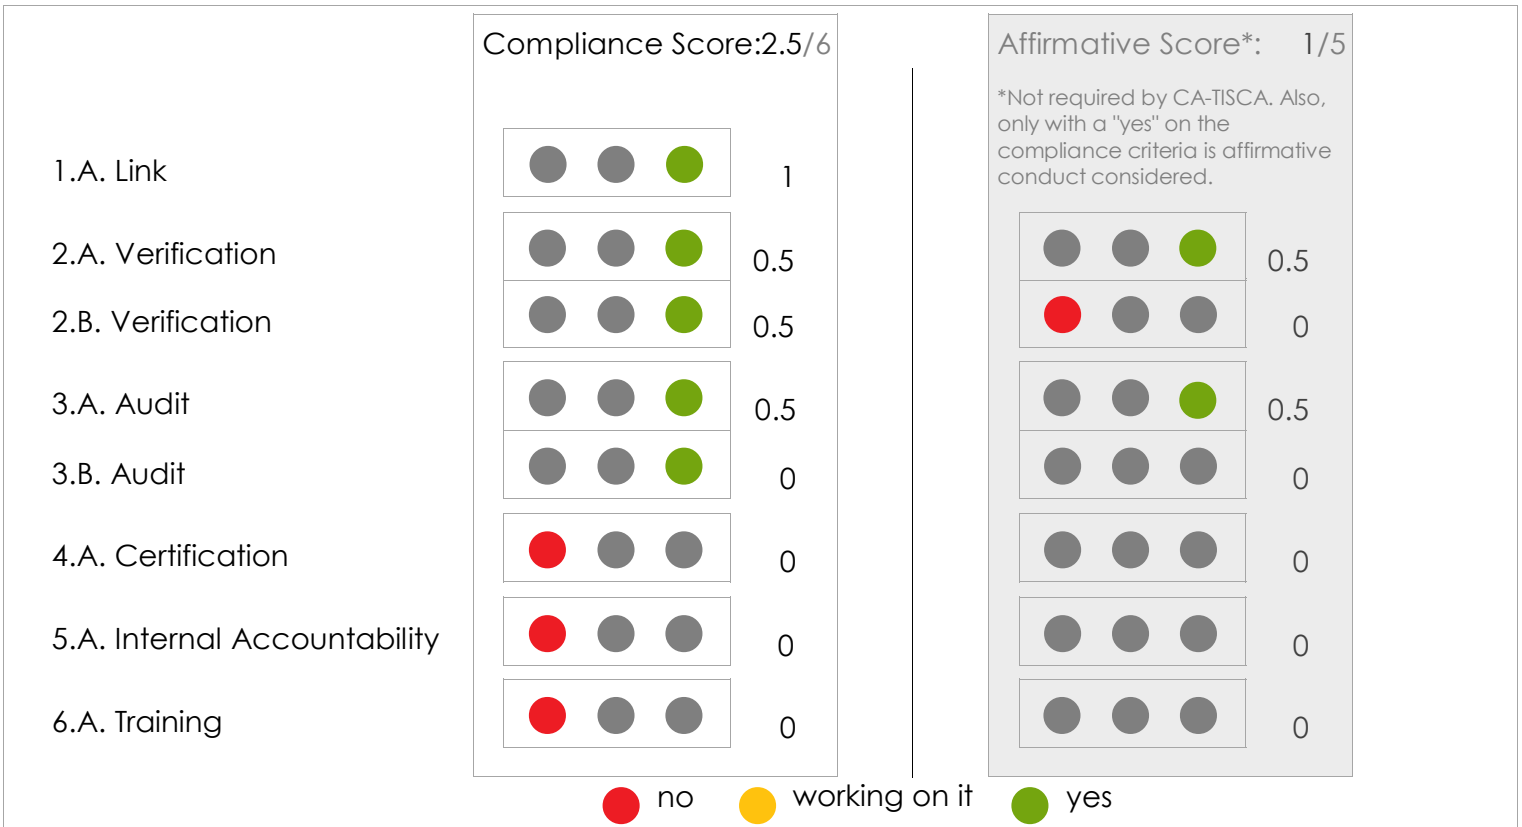 Compliance Score:2.5/6
Affirmative Score*: 1/5
*Not required by CA-TISCA. Also,
only with a "yes" on the
compliance criteria is affirmative
conduct considered.
1.A. Link 1
2.A. Verification 0.5 0.5
2.B. Verification 0.5 0
3.A. Audit 0.5 0.5
3.B. Audit 0 0
4.A. Certification 0 0
5.A. Internal Accountability 0 0
6.A. Training 0 0
no working on it yes